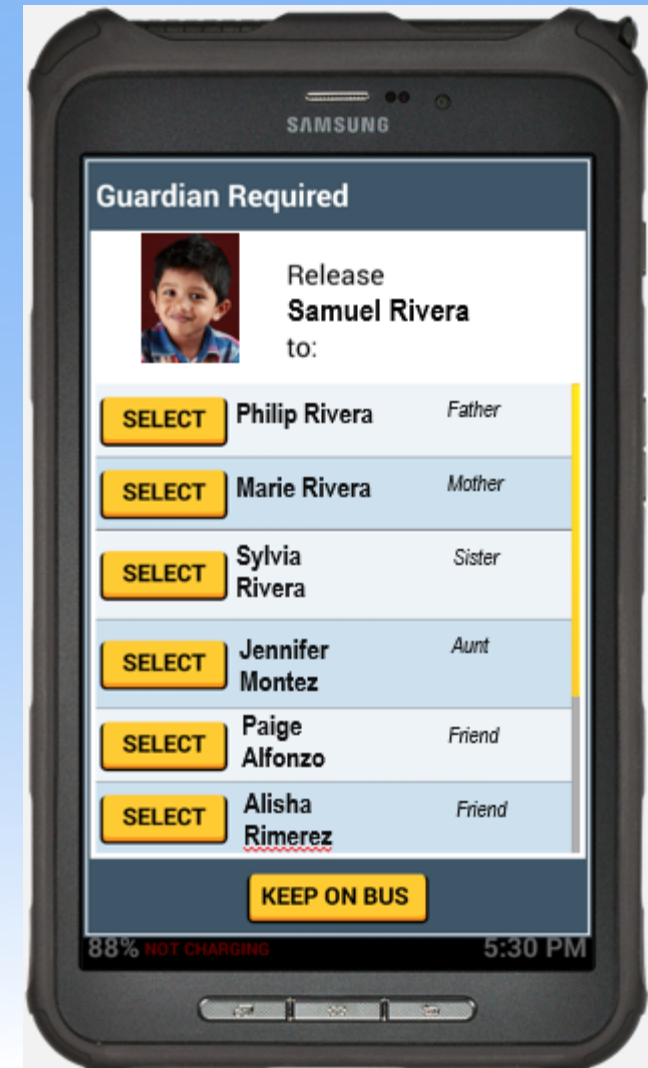 SAMSUNG
Guardian Required
Release
Samuel Rivera
to:
SELECT Philip Rivera Father
SELECT Marie Rivera Mother
SELECT Sylvia Rivera Sister
SELECT Jennifer Montez Aunt
SELECT Paige Alfonzo Friend
SELECT Alisha Rimerez Friend
KEEP ON BUS
88% NOT CHARGING 5:30 PM